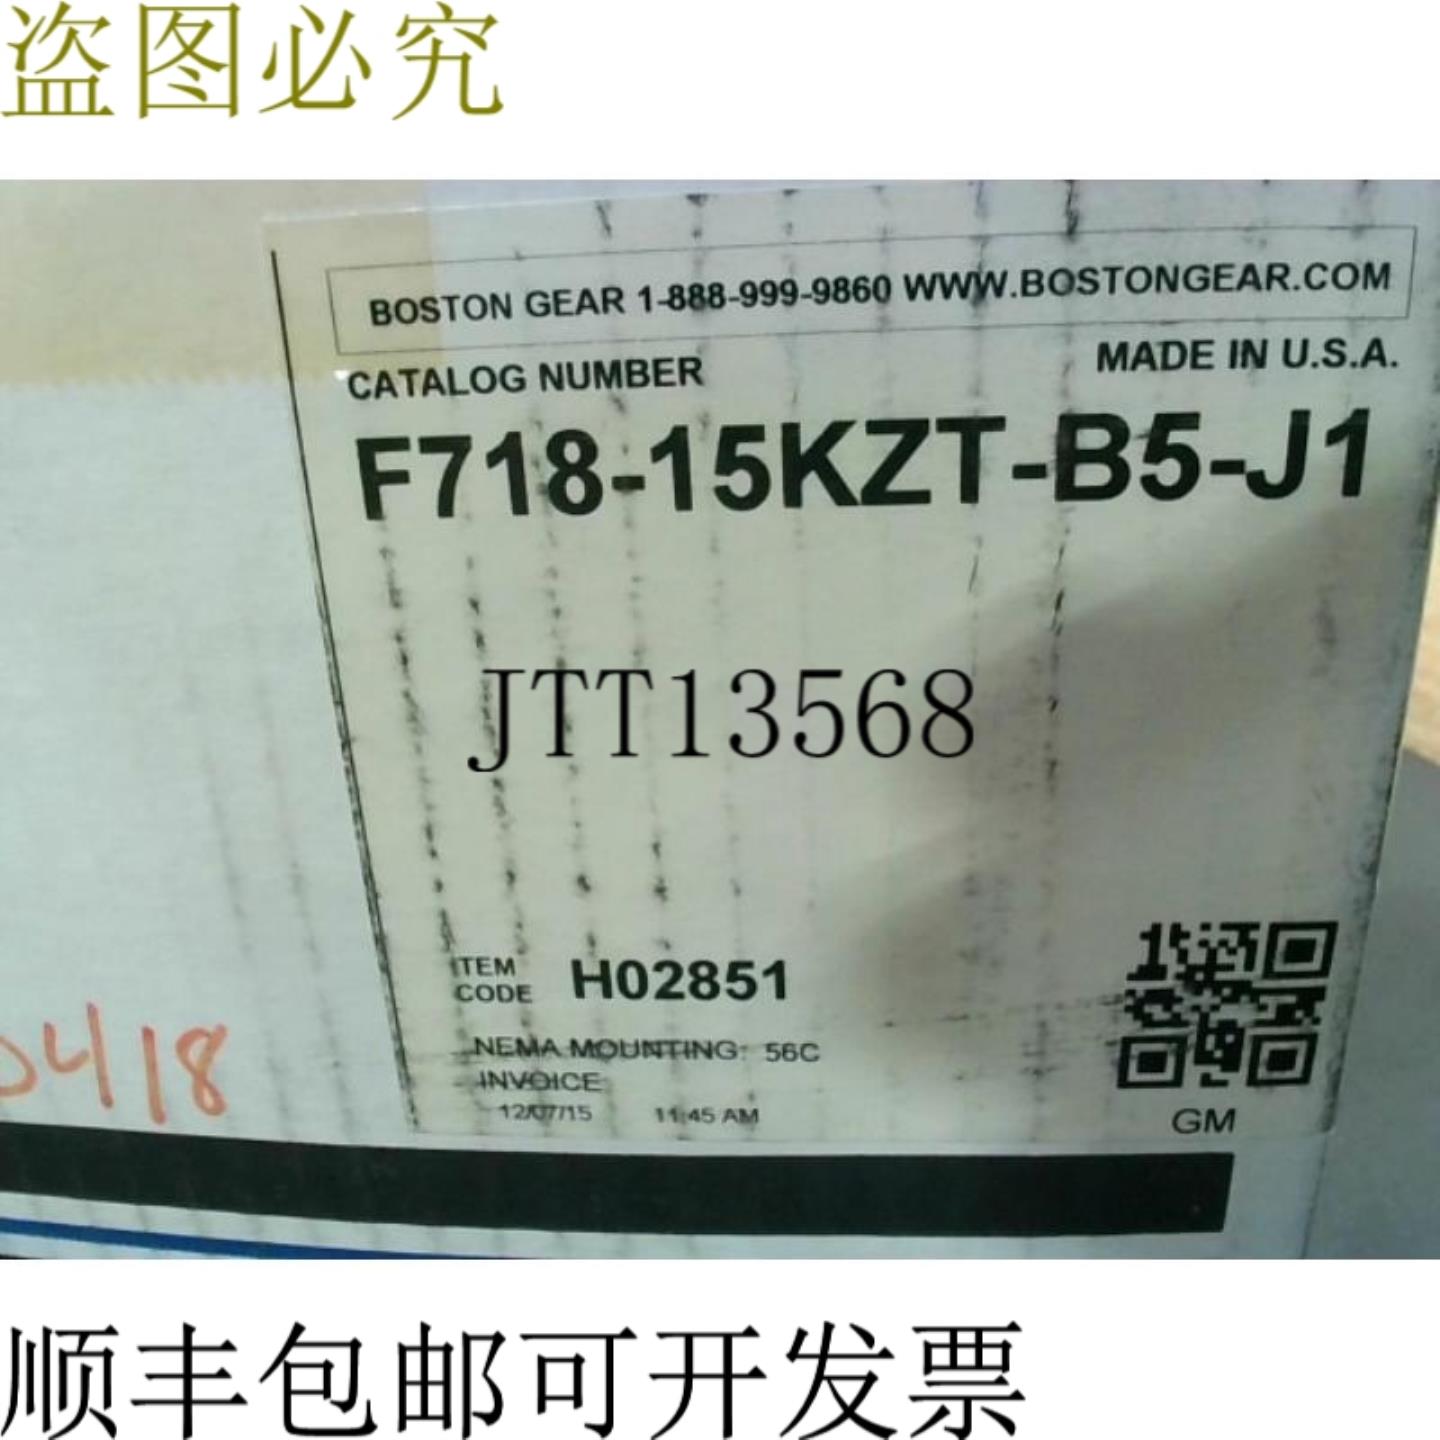 盗图必究
BOSTON GEAR 1-888-999-9860 WWW.BOSTONGEAR.COM
CATALOG NUMBER
MADE IN U.S.A.
F718-15KZT-B5-J1
JTT13568
ITEM CODE H02851
NEMA MOUNTING: 56C
INVOICE
12/07/15 11:45 AM
GM
0418
顺丰包邮可开发票